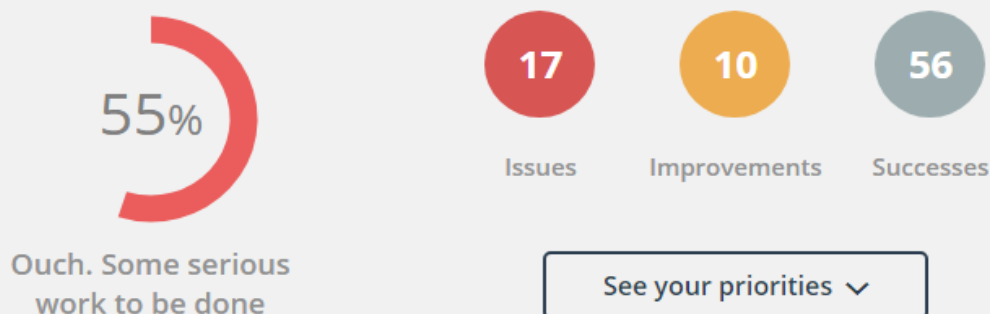 55%
Ouch. Some serious
work to be done
17
10
56
Issues
Improvements
Successes
See your priorities